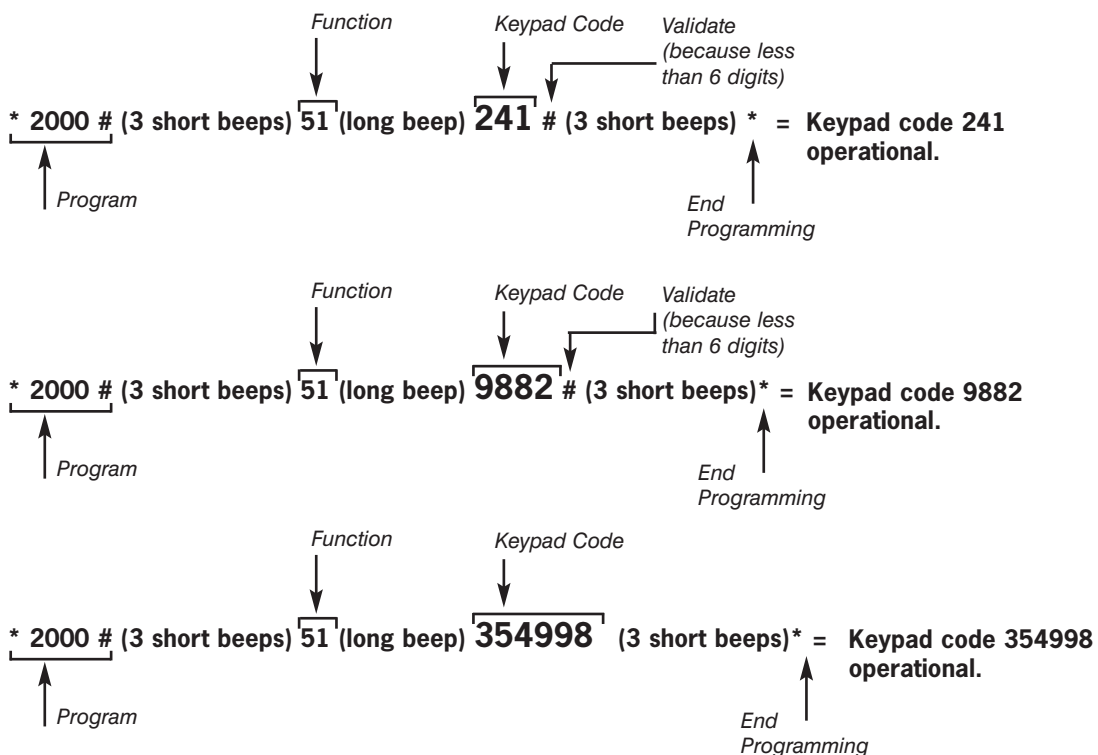 Function
Keypad Code
Validate
(because less
than 6 digits)
* 2000 # (3 short beeps) 51 (long beep) 241 # (3 short beeps) * = Keypad code 241
operational.
Program
End
Programming
Function
Keypad Code
Validate
(because less
than 6 digits)
* 2000 # (3 short beeps) 51 (long beep) 9882 # (3 short beeps)* = Keypad code 9882
operational.
Program
End
Programming
Function
Keypad Code
* 2000 # (3 short beeps) 51 (long beep) 354998 (3 short beeps)* = Keypad code 354998
operational.
Program
End
Programming